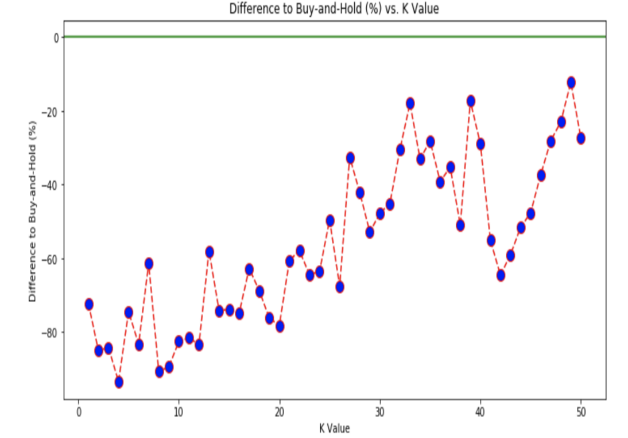 Difference to Buy-and-Hold (%) vs. K Value
Difference to Buy-and-Hold (%)
0
−20
−40
−60
−80
0 10 20 30 40 50
K Value